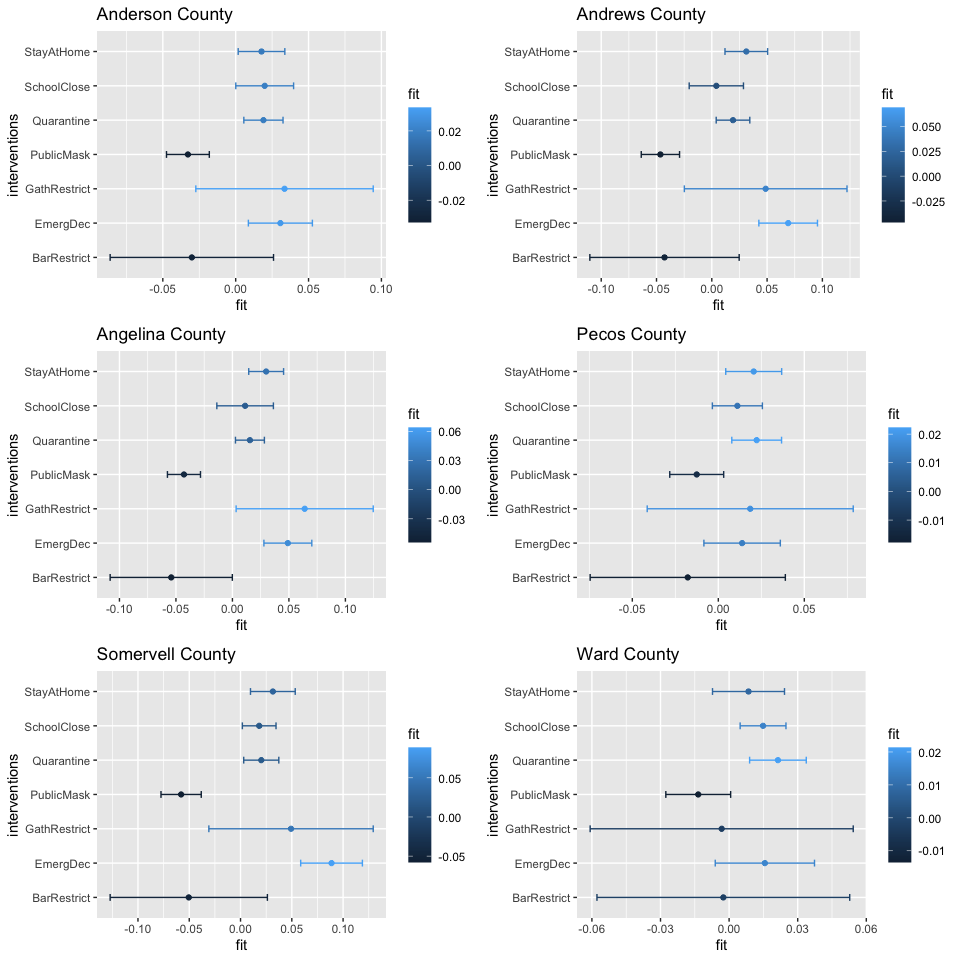 Anderson County
interventions
StayAtHome
SchoolClose
Quarantine
PublicMask
GathRestrict
EmergDec
BarRestrict
-0.05 0.00 0.05 0.10
fit
fit
0.02
0.00
-0.02
Andrews County
interventions
StayAtHome
SchoolClose
Quarantine
PublicMask
GathRestrict
EmergDec
BarRestrict
-0.10 -0.05 0.00 0.05 0.10
fit
fit
0.050
0.025
0.000
-0.025
Angelina County
interventions
StayAtHome
SchoolClose
Quarantine
PublicMask
GathRestrict
EmergDec
BarRestrict
-0.10 -0.05 0.00 0.05 0.10
fit
fit
0.06
0.03
0.00
-0.03
Pecos County
interventions
StayAtHome
SchoolClose
Quarantine
PublicMask
GathRestrict
EmergDec
BarRestrict
-0.05 0.00 0.05
fit
fit
0.02
0.01
0.00
-0.01
Somervell County
interventions
StayAtHome
SchoolClose
Quarantine
PublicMask
GathRestrict
EmergDec
BarRestrict
-0.10 -0.05 0.00 0.05 0.10
fit
fit
0.05
0.00
-0.05
Ward County
interventions
StayAtHome
SchoolClose
Quarantine
PublicMask
GathRestrict
EmergDec
BarRestrict
-0.06 -0.03 0.00 0.03 0.06
fit
fit
0.02
0.01
0.00
-0.01